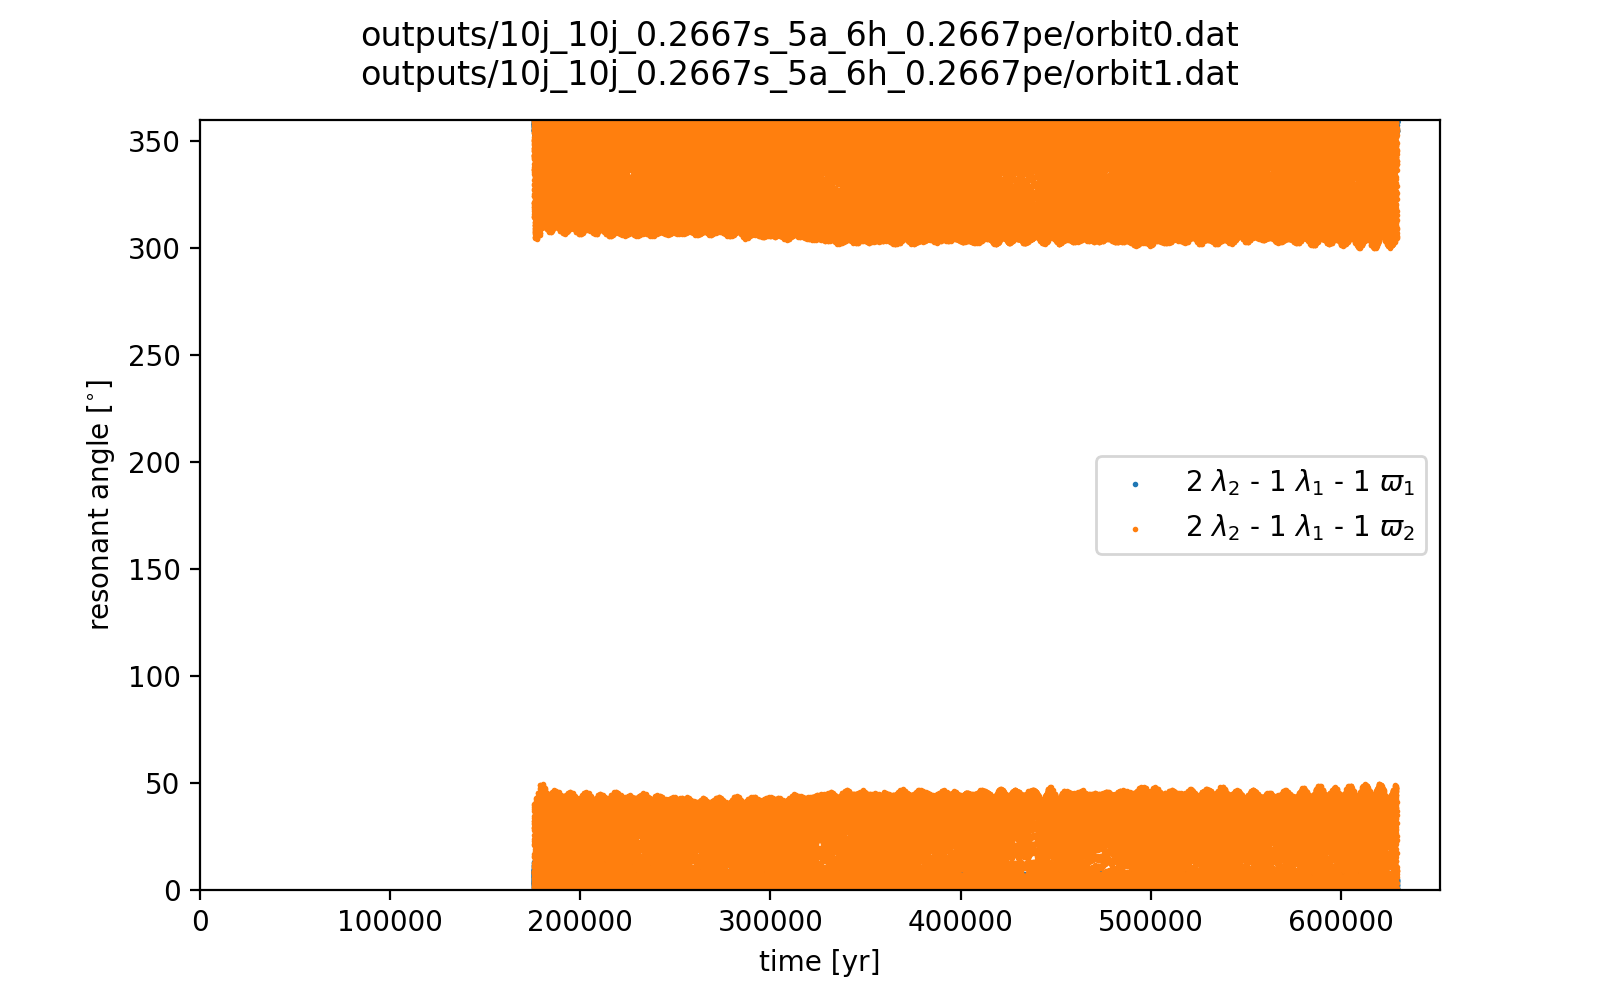 outputs/10j_10j_0.2667s_5a_6h_0.2667pe/orbit0.dat
outputs/10j_10j_0.2667s_5a_6h_0.2667pe/orbit1.dat
350
300
250
200
150
100
50
0
resonant angle [°]
2 λ₂ - 1 λ₁ - 1 ϖ₁
2 λ₂ - 1 λ₁ - 1 ϖ₂
0 100000 200000 300000 400000 500000 600000
time [yr]